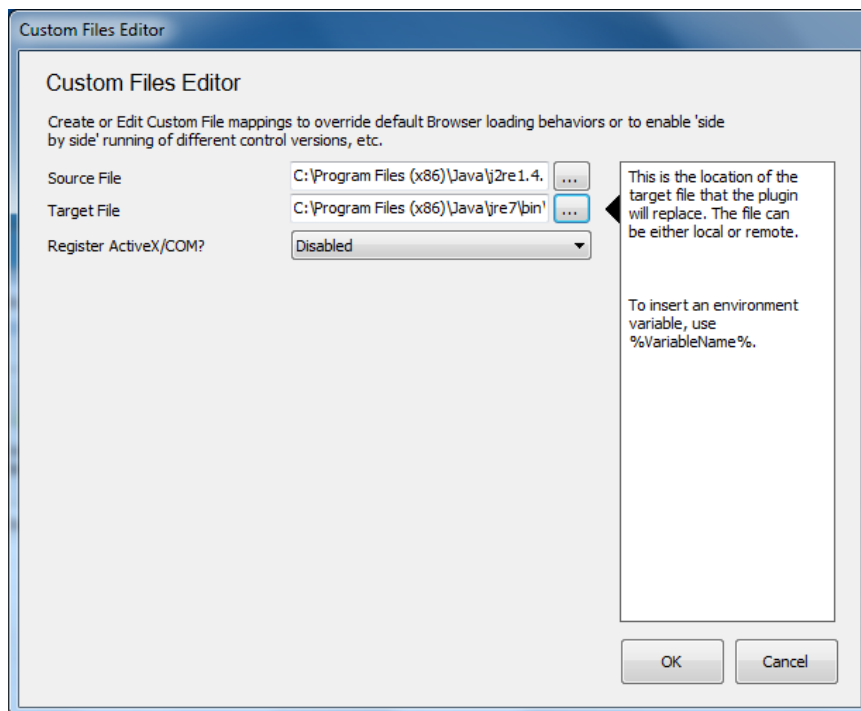 Custom Files Editor
Custom Files Editor
Create or Edit Custom File mappings to override default Browser loading behaviors or to enable 'side
by side' running of different control versions, etc.
Source File
C:\Program Files (x86)\Java\j2re1.4.
...
Target File
C:\Program Files (x86)\Java\jre7\bin\
...
Register ActiveX/COM?
Disabled
This is the location of the
target file that the plugin
will replace. The file can
be either local or remote.
To insert an environment
variable, use
%VariableName%.
OK
Cancel